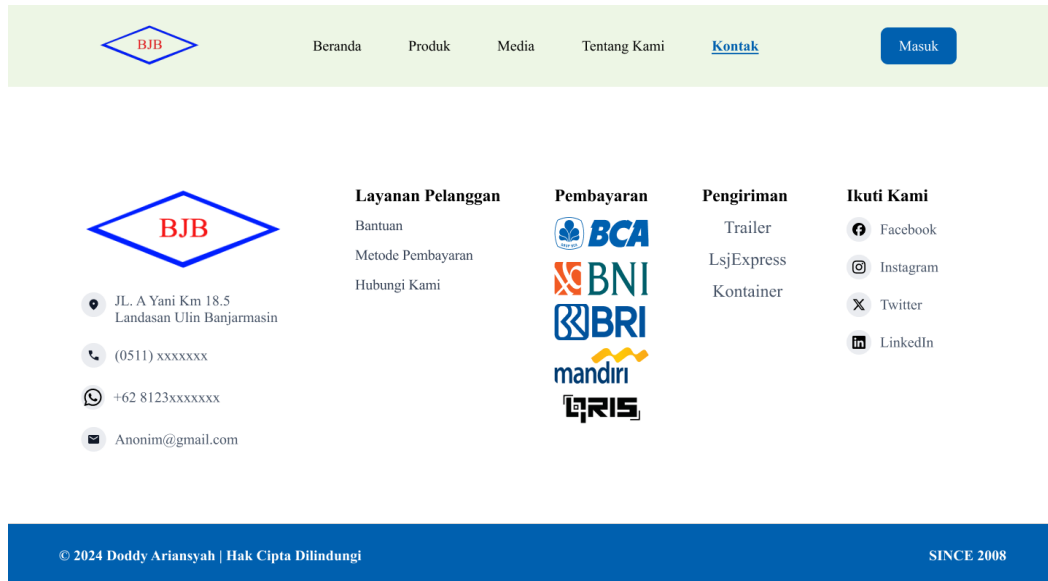 BJB
Beranda
Produk
Media
Tentang Kami
Kontak
Masuk
BJB
JL. A Yani Km 18.5
Landasan Ulin Banjarmasin
(0511) xxxxxxx
+62 8123xxxxxxx
Anonim@gmail.com
Layanan Pelanggan
Bantuan
Metode Pembayaran
Hubungi Kami
Pembayaran
BCA
BNI
BRI
mandiri
QRIS
Pengiriman
Trailer
LsjExpress
Kontainer
Ikuti Kami
Facebook
Instagram
Twitter
LinkedIn
© 2024 Doddy Ariansyah | Hak Cipta Dilindungi
SINCE 2008